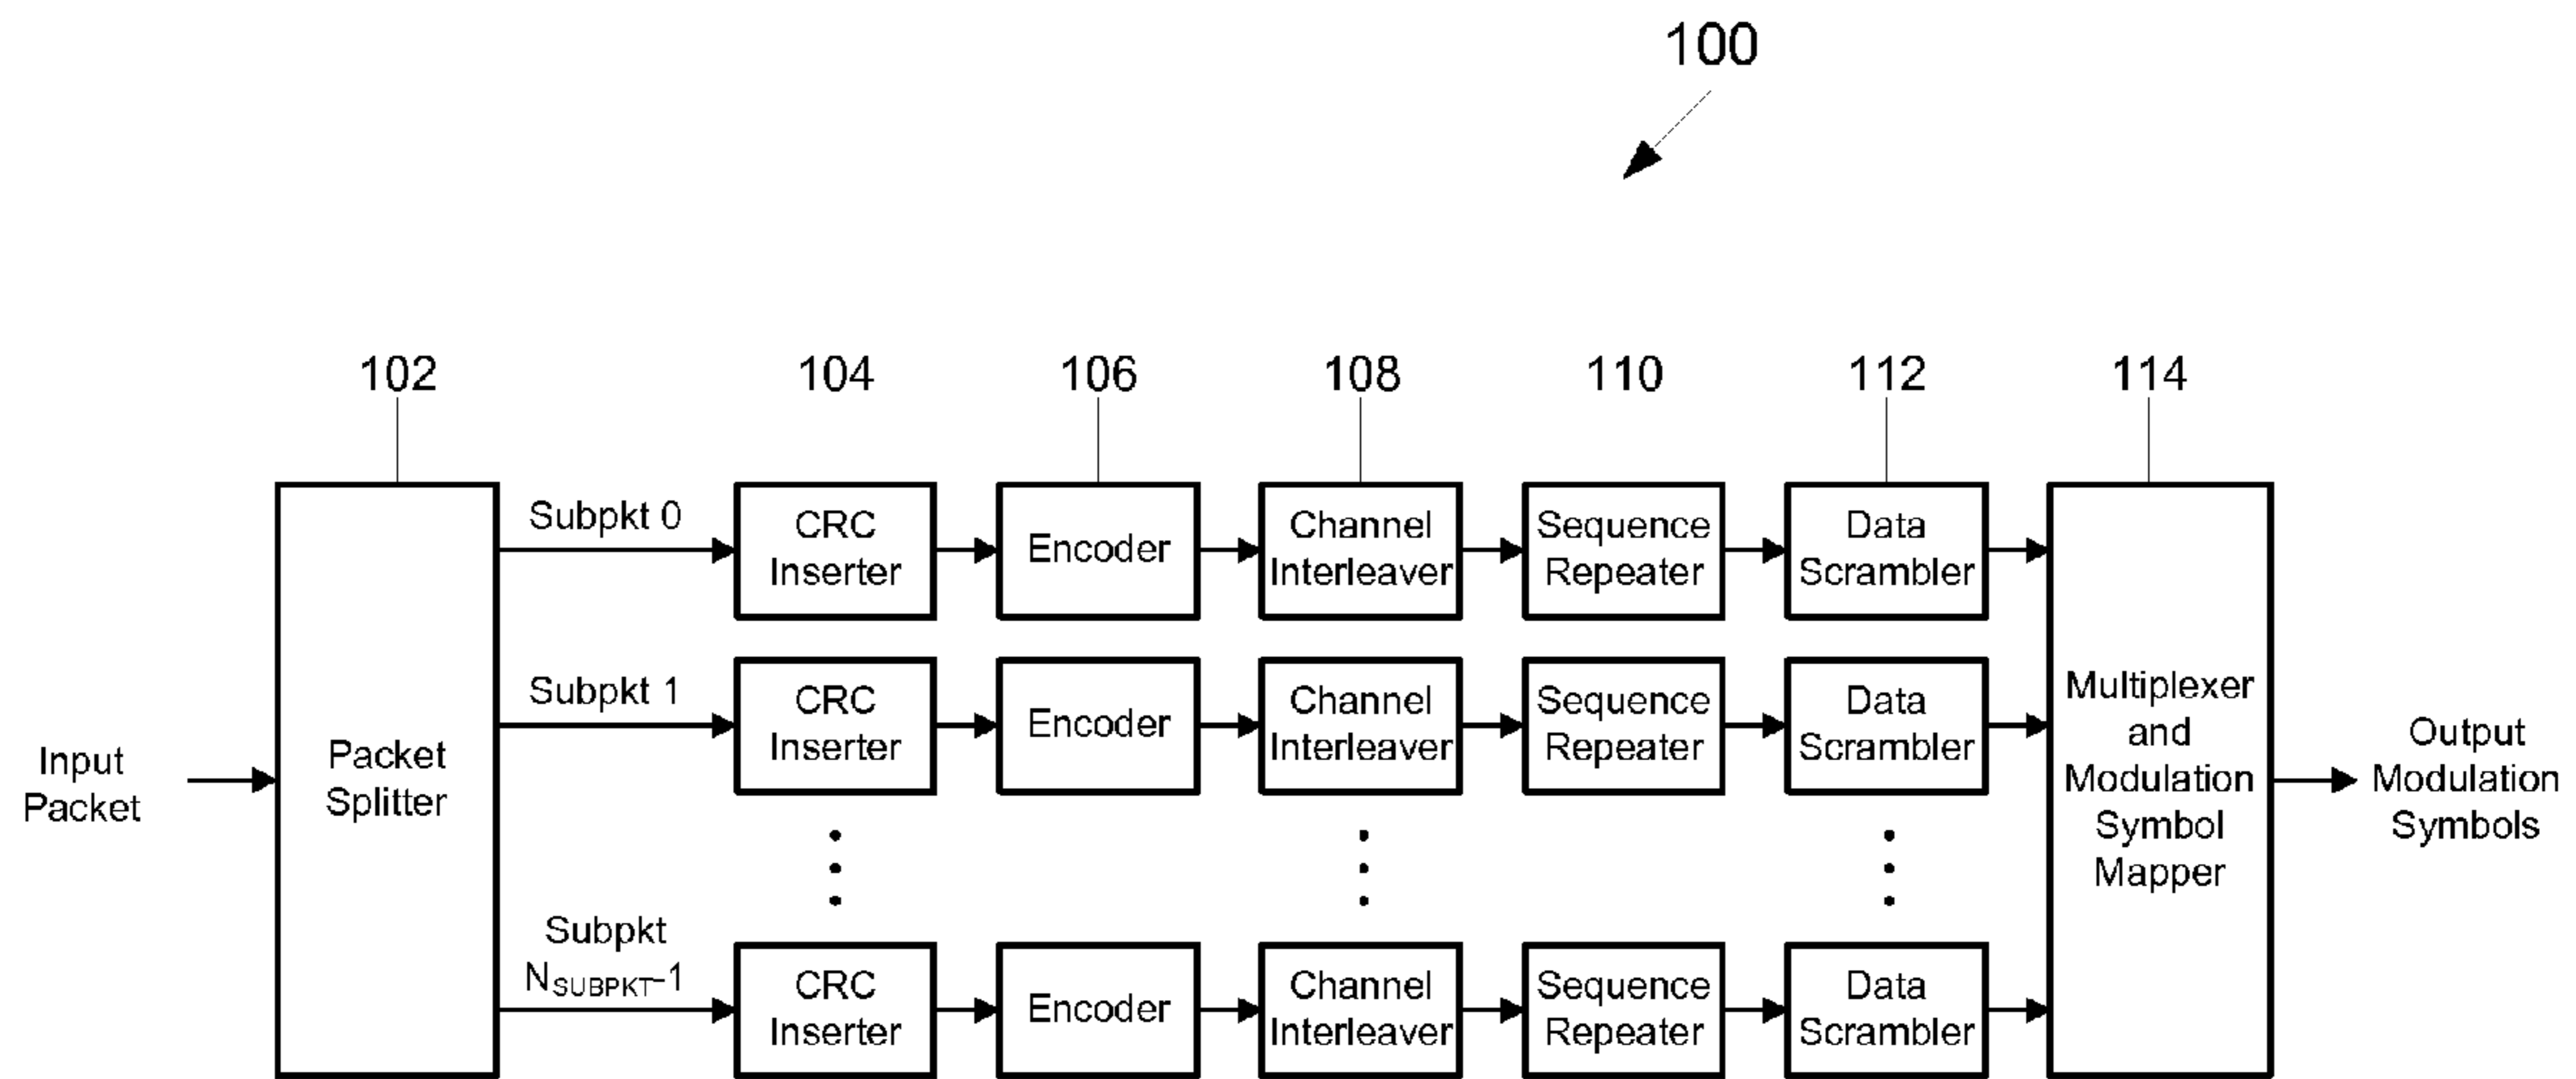 100
102
104
106
108
110
112
114
Input
Packet
Packet
Splitter
Subpkt 0
CRC
Inserter
Encoder
Channel
Interleaver
Sequence
Repeater
Data
Scrambler
Subpkt 1
CRC
Inserter
Encoder
Channel
Interleaver
Sequence
Repeater
Data
Scrambler
Subpkt
NSUBPKT-1
CRC
Inserter
Encoder
Channel
Interleaver
Sequence
Repeater
Data
Scrambler
Multiplexer
and
Modulation
Symbol
Mapper
Output
Modulation
Symbols